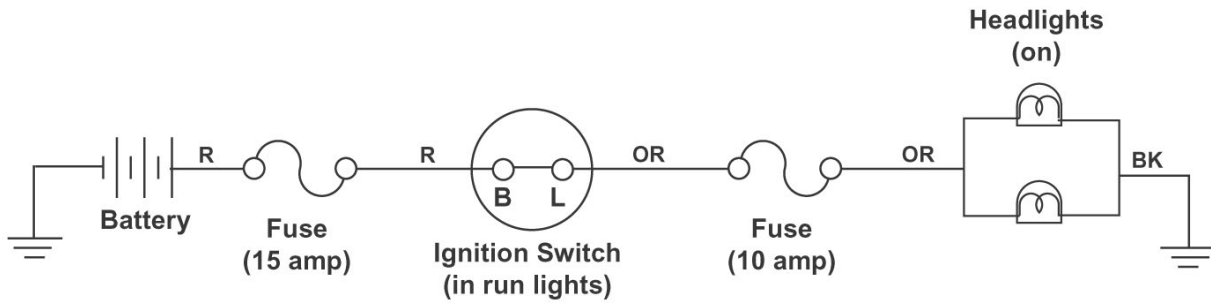 Headlights
(on)
R
R
OR
OR
BK
B L
Battery
Fuse
(15 amp)
Ignition Switch
(in run lights)
Fuse
(10 amp)